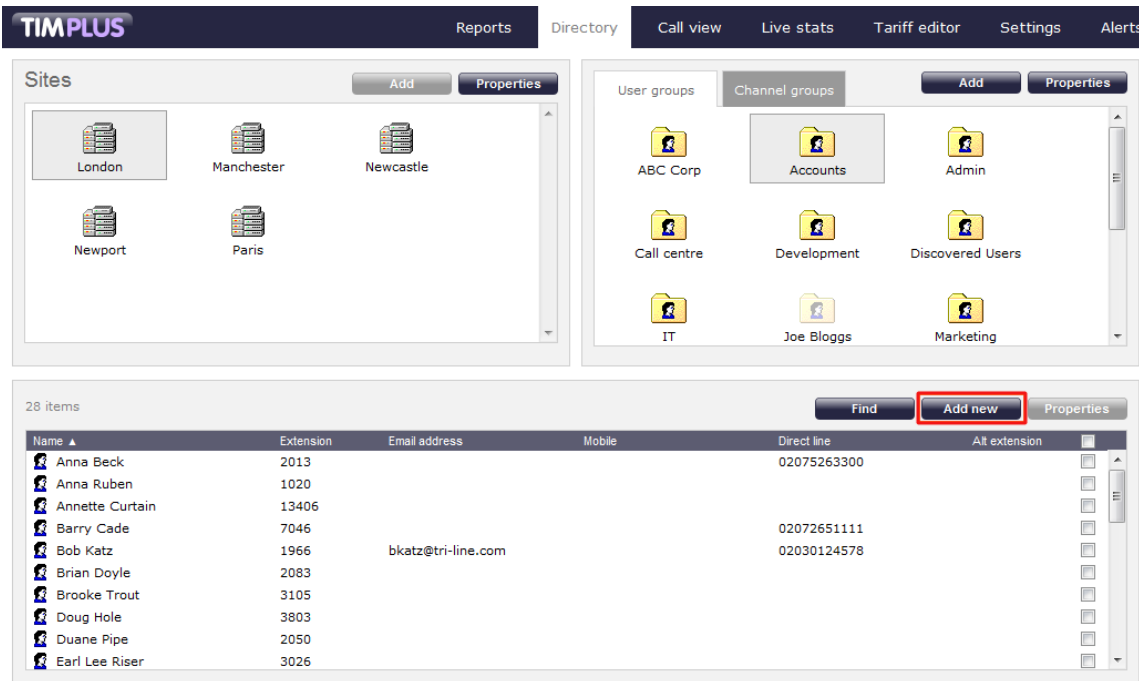 TIMPLUS
Reports Directory Call view Live stats Tariff editor Settings Alerts
Sites
Add Properties
London Manchester Newcastle
Newport Paris
User groups Channel groups Add Properties
ABC Corp Accounts Admin
Call centre Development Discovered Users
IT Joe Bloggs Marketing
28 items Find Add new Properties
Name ▲ Extension Email address Mobile Direct line Alt extension
Anna Beck 2013 02075263300
Anna Ruben 1020
Annette Curtain 13406
Barry Cade 7046 02072651111
Bob Katz 1966 bkatz@tri-line.com 02030124578
Brian Doyle 2083
Brooke Trout 3105
Doug Hole 3803
Duane Pipe 2050
Earl Lee Riser 3026